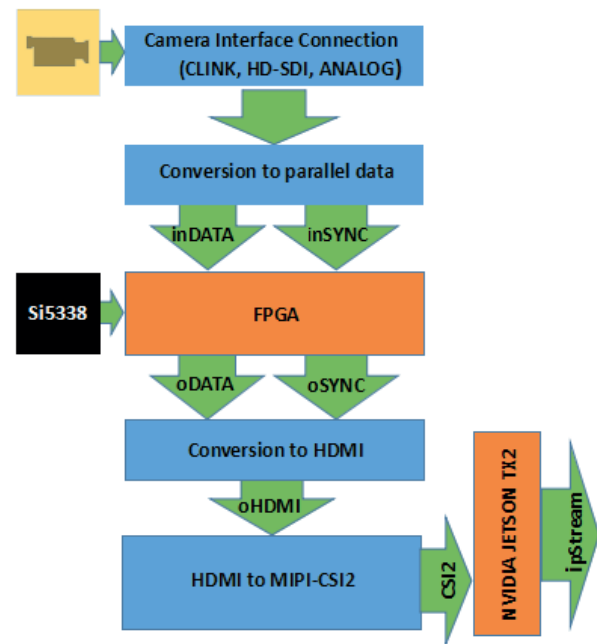 Camera Interface Connection
(CLINK, HD-SDI, ANALOG)
Conversion to parallel data
inDATA
inSYNC
Si5338
FPGA
oDATA
oSYNC
Conversion to HDMI
oHDMI
HDMI to MIPI-CSI2
CSI2
NVIDIA JETSON TX2
ipStream